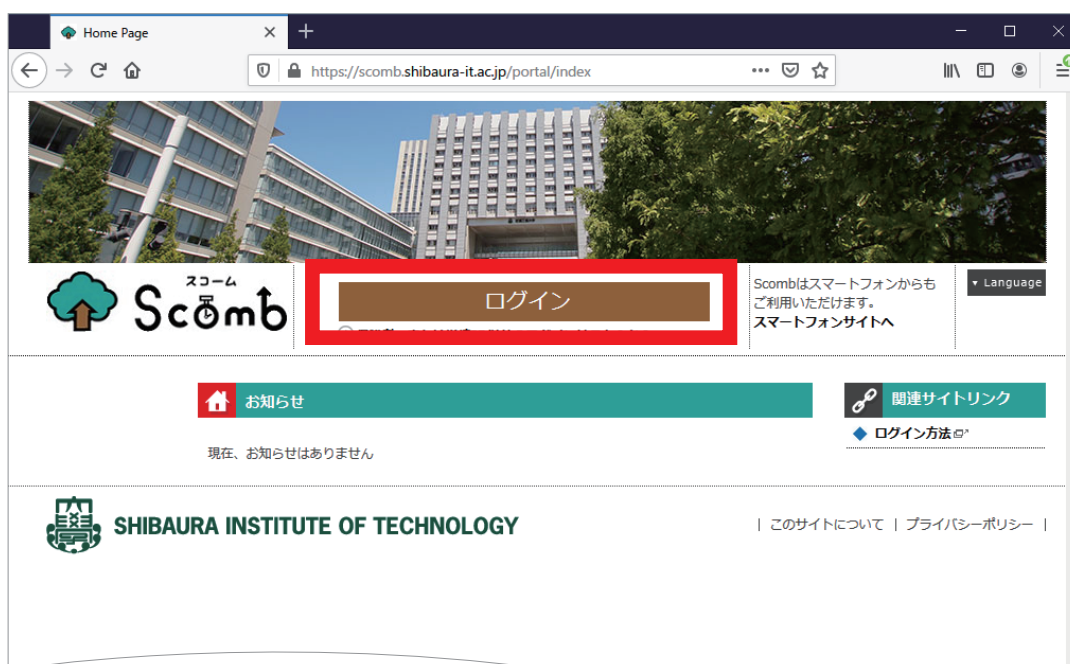 Home Page
https://scomb.shibaura-it.ac.jp/portal/index
スコーム
Scomb
ログイン
Scombはスマートフォンからも
ご利用いただけます。
スマートフォンサイトへ
Language
お知らせ
関連サイトリンク
現在、お知らせはありません
ログイン方法
SHIBAURA INSTITUTE OF TECHNOLOGY
| このサイトについて | プライバシーポリシー |